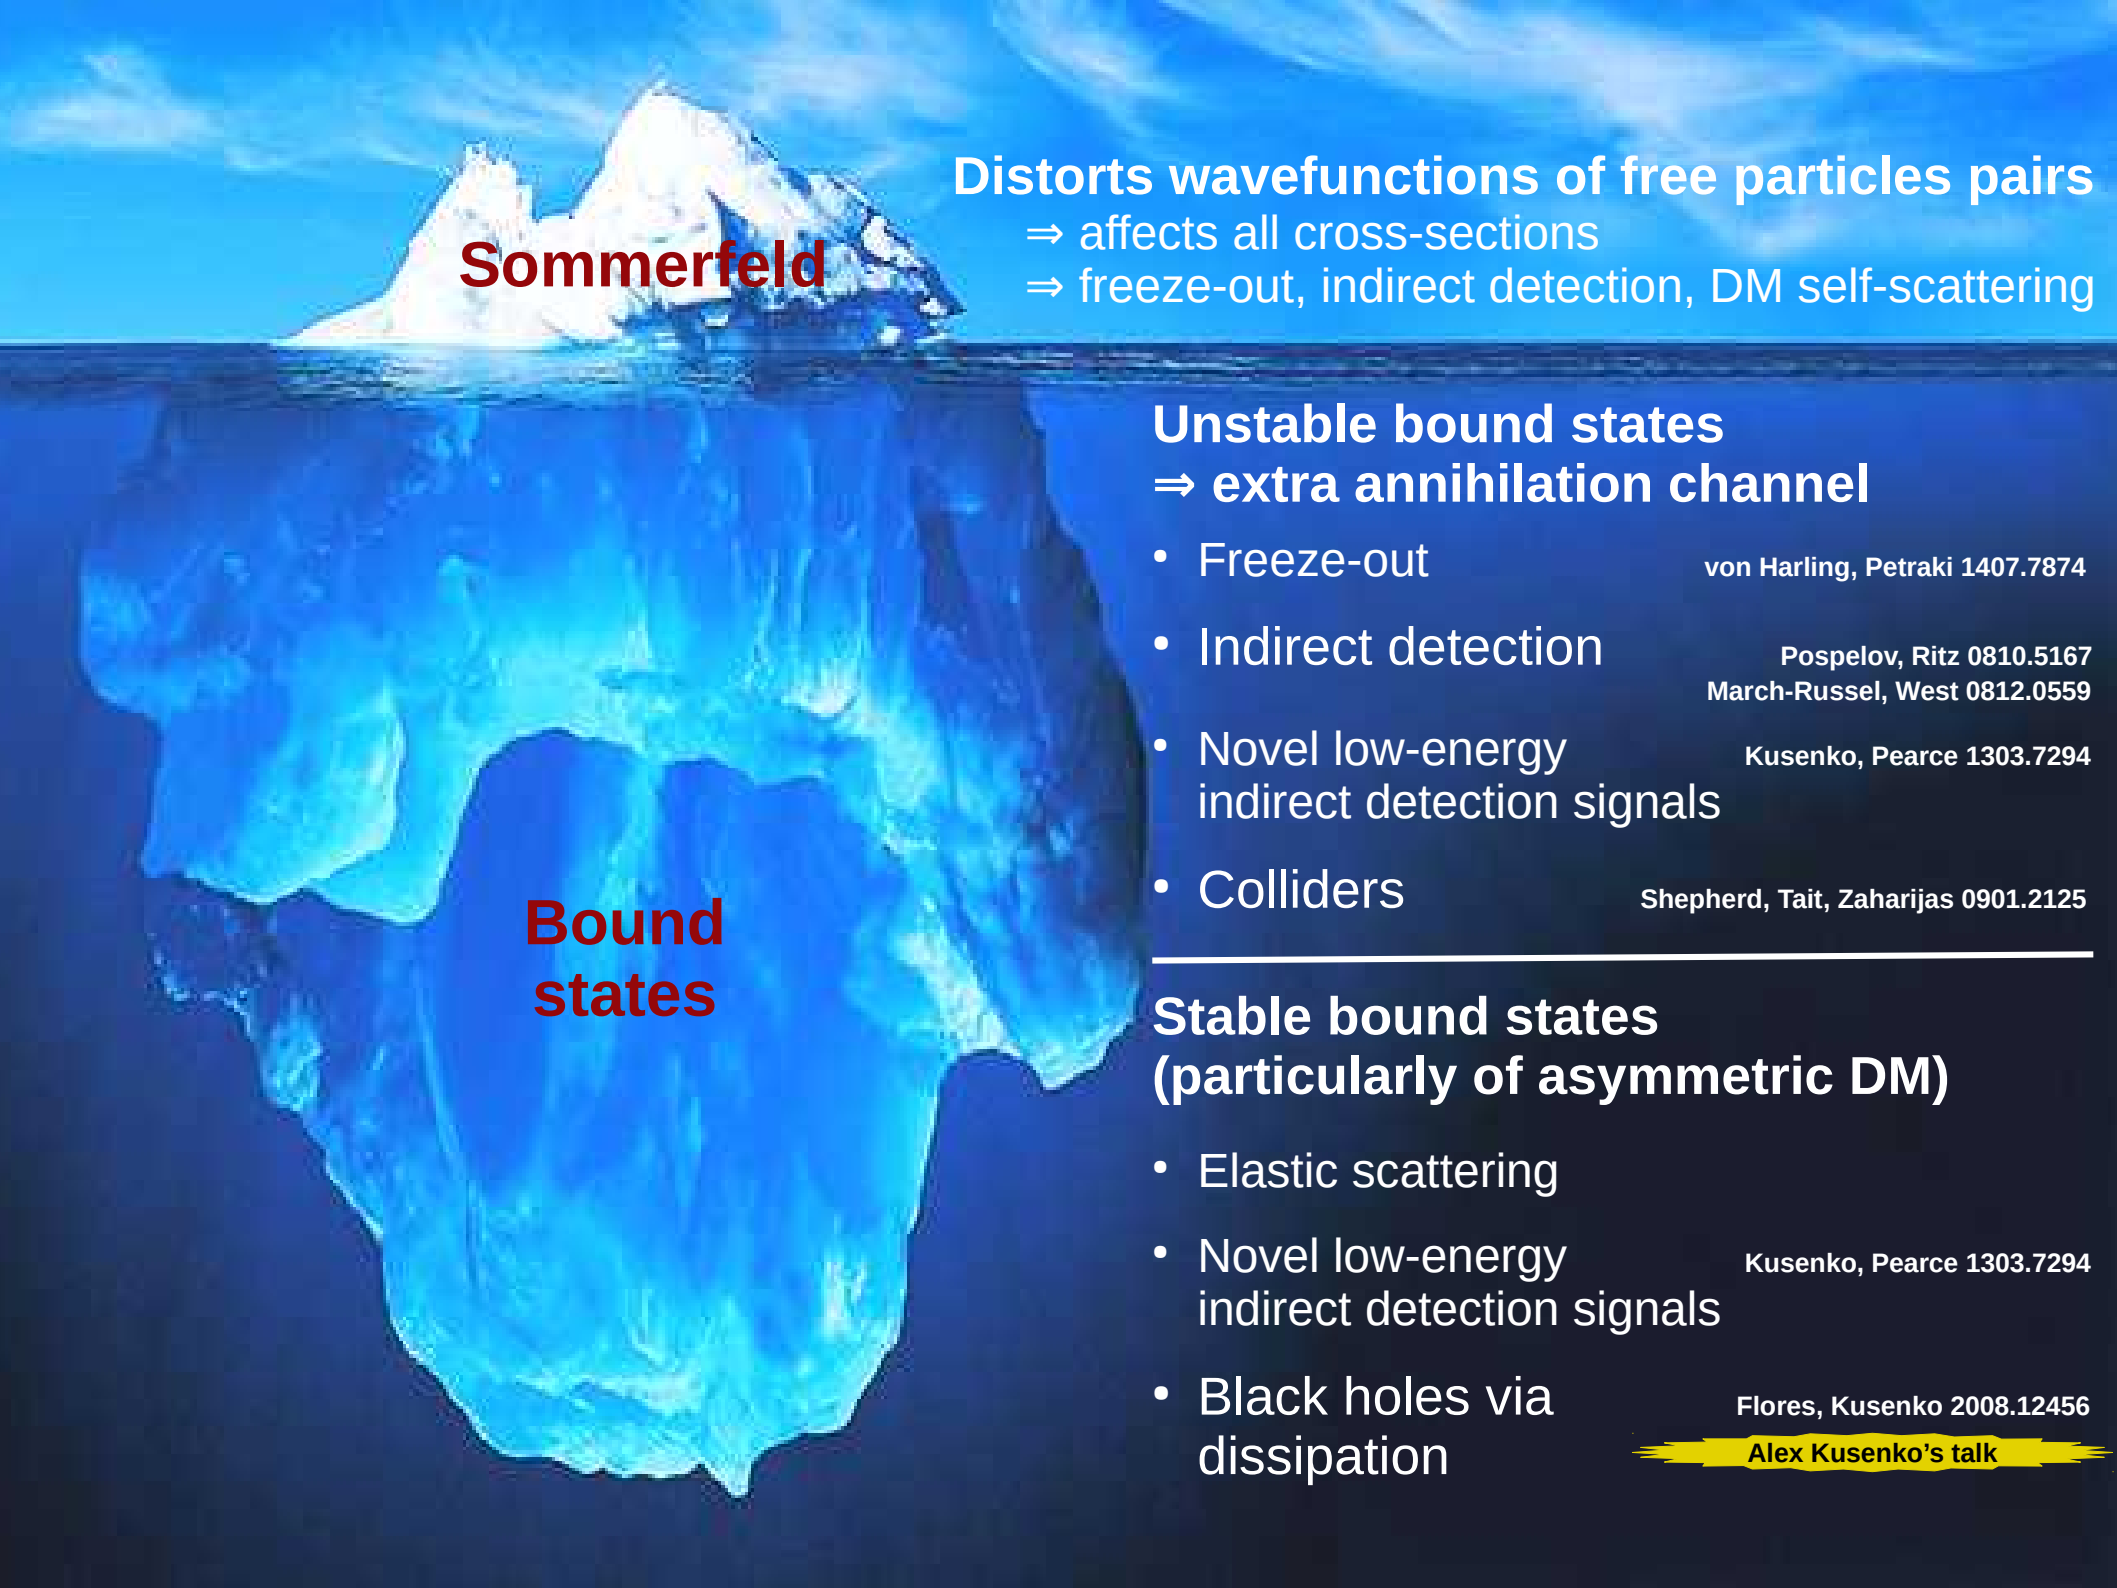 Distorts wavefunctions of free particles pairs
⇒ affects all cross-sections
⇒ freeze-out, indirect detection, DM self-scattering
Sommerfeld
Unstable bound states
⇒ extra annihilation channel
• Freeze-out von Harling, Petraki 1407.7874
• Indirect detection Pospelov, Ritz 0810.5167
March-Russel, West 0812.0559
• Novel low-energy Kusenko, Pearce 1303.7294
indirect detection signals
• Colliders Shepherd, Tait, Zaharijas 0901.2125
Bound
states
Stable bound states
(particularly of asymmetric DM)
• Elastic scattering
• Novel low-energy Kusenko, Pearce 1303.7294
indirect detection signals
• Black holes via Flores, Kusenko 2008.12456
dissipation Alex Kusenko’s talk